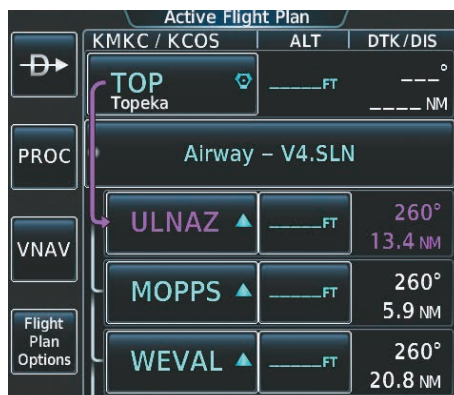 Active Flight Plan
KMKC / KCOS ALT DTK/DIS
D
TOP _____FT ___°
Topeka ____ NM
PROC
Airway – V4.SLN
ULNAZ _____FT 260°
13.4 NM
VNAV
MOPPS _____FT 260°
5.9 NM
Flight
Plan
Options
WEVAL _____FT 260°
20.8 NM